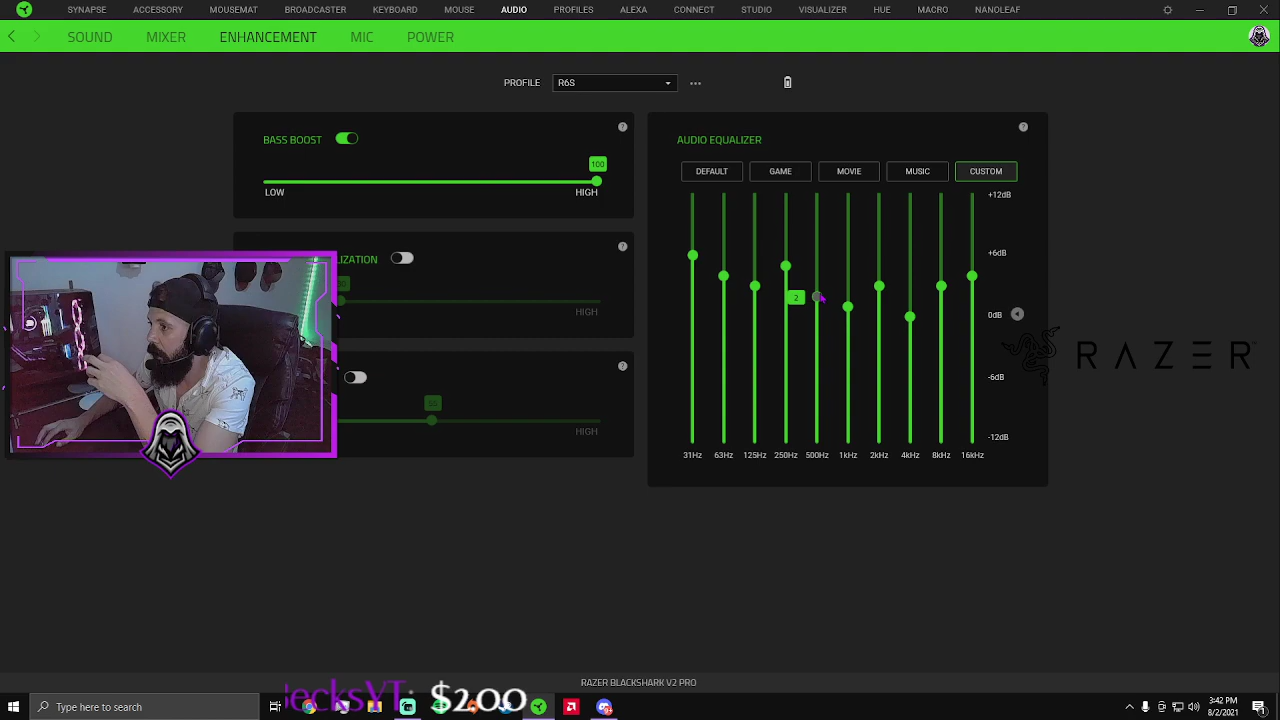 SYNAPSE ACCESSORY MOUSEMAT BROADCASTER KEYBOARD MOUSE AUDIO PROFILES ALEXA CONNECT STUDIO VISUALIZER HUE MACRO NANOLEAF
SOUND MIXER ENHANCEMENT MIC POWER
PROFILE R6S
BASS BOOST
100
LOW HIGH
LIZATION
HIGH
HIGH
AUDIO EQUALIZER
DEFAULT GAME MOVIE MUSIC CUSTOM
+12dB
+6dB
2
0dB
-6dB
-12dB
31Hz 63Hz 125Hz 250Hz 500Hz 1kHz 2kHz 4kHz 8kHz 16kHz
RAZER
RAZER BLACKSHARK V2 PRO
ecksYT: $200
Type here to search
3:42 PM
8/2/2021